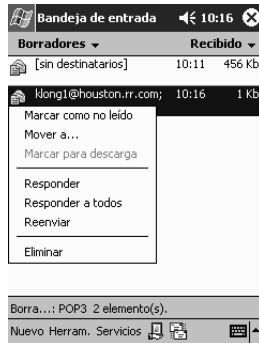 Bandeja de entrada 10:16
Borradores Recibido
[sin destinatarios] 10:11 456 Kb
klong1@houston.rr.com; 10:16 1 Kb
Marcar como no leído
Mover a...
Marcar para descarga
Responder
Responder a todos
Reenviar
Eliminar
Borra...: POP3 2 elemento(s).
Nuevo Herram. Servicios